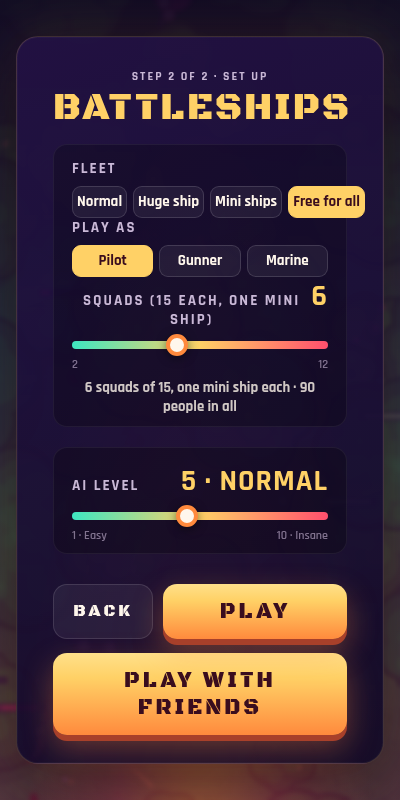 STEP 2 OF 2 · SET UP
BATTLESHIPS
FLEET
Normal Huge ship Mini ships Free for all
PLAY AS
Pilot Gunner Marine
SQUADS (15 EACH, ONE MINI SHIP) 6
2 12
6 squads of 15, one mini ship each · 90
people in all
AI LEVEL 5 · NORMAL
1 · Easy 10 · Insane
BACK PLAY
PLAY WITH
FRIENDS